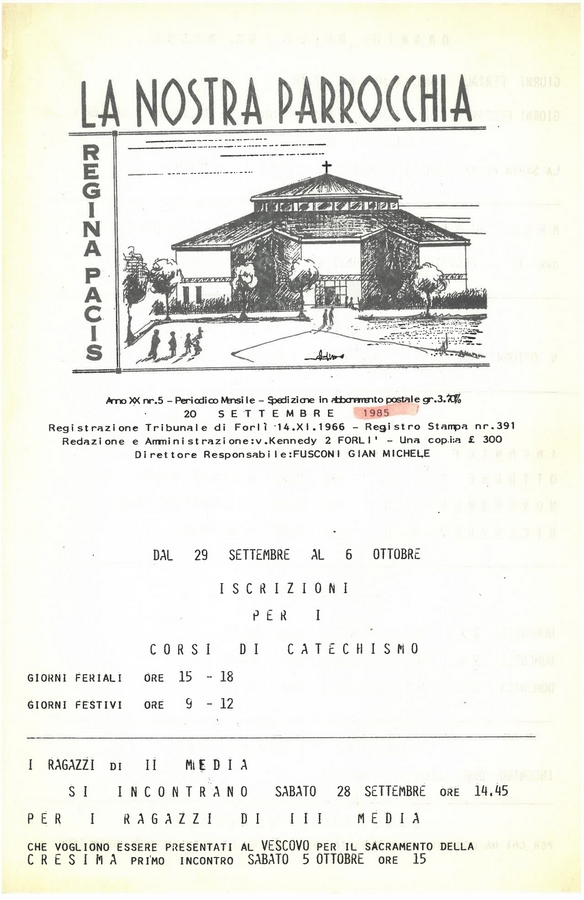 LA NOSTRA PARROCCHIA
REGINA PACIS
Anno XX nr.5 - Periodico Mensile - Spedizione in abbonamento postale gr.3.70%
20 SETTEMBRE 1985
Registrazione Tribunale di Forlì 14.XI.1966 - Registro Stampa nr.391
Redazione e Amministrazione:v.Kennedy 2 FORLI' - Una copia £ 300
Direttore Responsabile:FUSCONI GIAN MICHELE
DAL 29 SETTEMBRE AL 6 OTTOBRE
ISCRIZIONI
PER I
CORSI DI CATECHISMO
GIORNI FERIALI ORE 15 - 18
GIORNI FESTIVI ORE 9 - 12
I RAGAZZI DI II MEDIA
SI INCONTRANO SABATO 28 SETTEMBRE ORE 14.45
PER I RAGAZZI DI III MEDIA
CHE VOGLIONO ESSERE PRESENTATI AL VESCOVO PER IL SACRAMENTO DELLA
CRESIMA PRIMO INCONTRO SABATO 5 OTTOBRE ORE 15